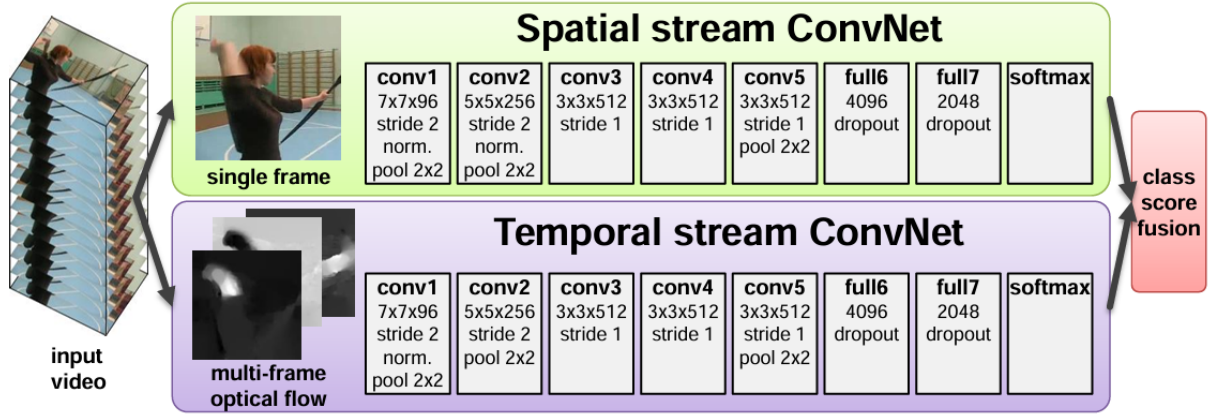 Spatial stream ConvNet
single frame
conv1
7x7x96
stride 2
norm.
pool 2x2
conv2
5x5x256
stride 2
norm.
pool 2x2
conv3
3x3x512
stride 1
conv4
3x3x512
stride 1
conv5
3x3x512
stride 1
pool 2x2
full6
4096
dropout
full7
2048
dropout
softmax
input
video
Temporal stream ConvNet
multi-frame
optical flow
conv1
7x7x96
stride 2
norm.
pool 2x2
conv2
5x5x256
stride 2
pool 2x2
conv3
3x3x512
stride 1
conv4
3x3x512
stride 1
conv5
3x3x512
stride 1
pool 2x2
full6
4096
dropout
full7
2048
dropout
softmax
class
score
fusion